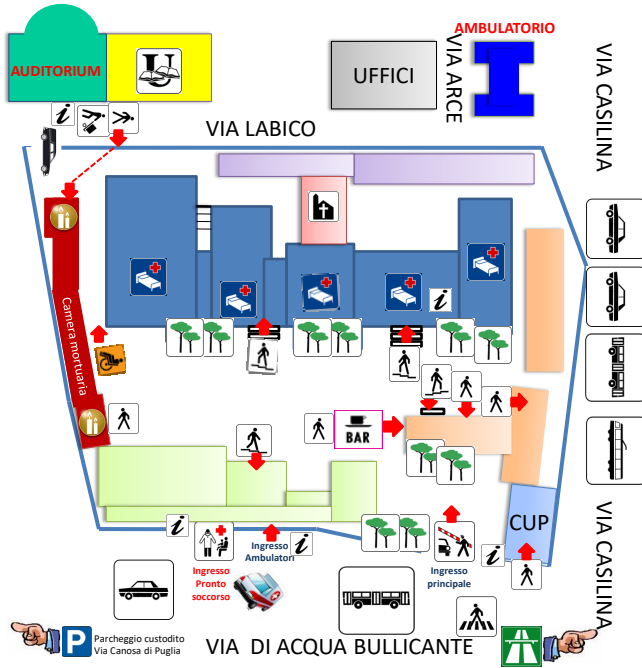 AUDITORIUM
UFFICI
AMBULATORIO
VIA ARCE
VIA CASILINA
VIA LABICO
i
i
Camera mortuaria
BAR
i
Ingresso
Pronto
soccorso
Ingresso
Ambulatori
i
Ingresso
principale
i
CUP
VIA CASILINA
P
Parcheggio custodito
Via Canosa di Puglia
VIA DI ACQUA BULLICANTE